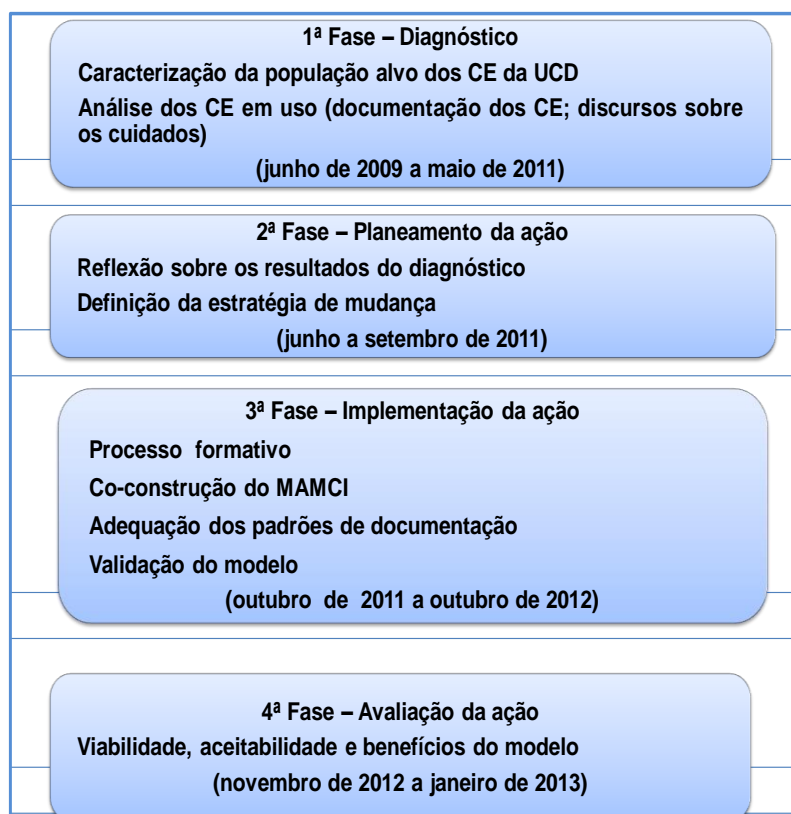 1ª Fase – Diagnóstico
Caracterização da população alvo dos CE da UCD
Análise dos CE em uso (documentação dos CE; discursos sobre
os cuidados)
(junho de 2009 a maio de 2011)
2ª Fase – Planeamento da ação
Reflexão sobre os resultados do diagnóstico
Definição da estratégia de mudança
(junho a setembro de 2011)
3ª Fase – Implementação da ação
Processo formativo
Co-construção do MAMCI
Adequação dos padrões de documentação
Validação do modelo
(outubro de 2011 a outubro de 2012)
4ª Fase – Avaliação da ação
Viabilidade, aceitabilidade e benefícios do modelo
(novembro de 2012 a janeiro de 2013)